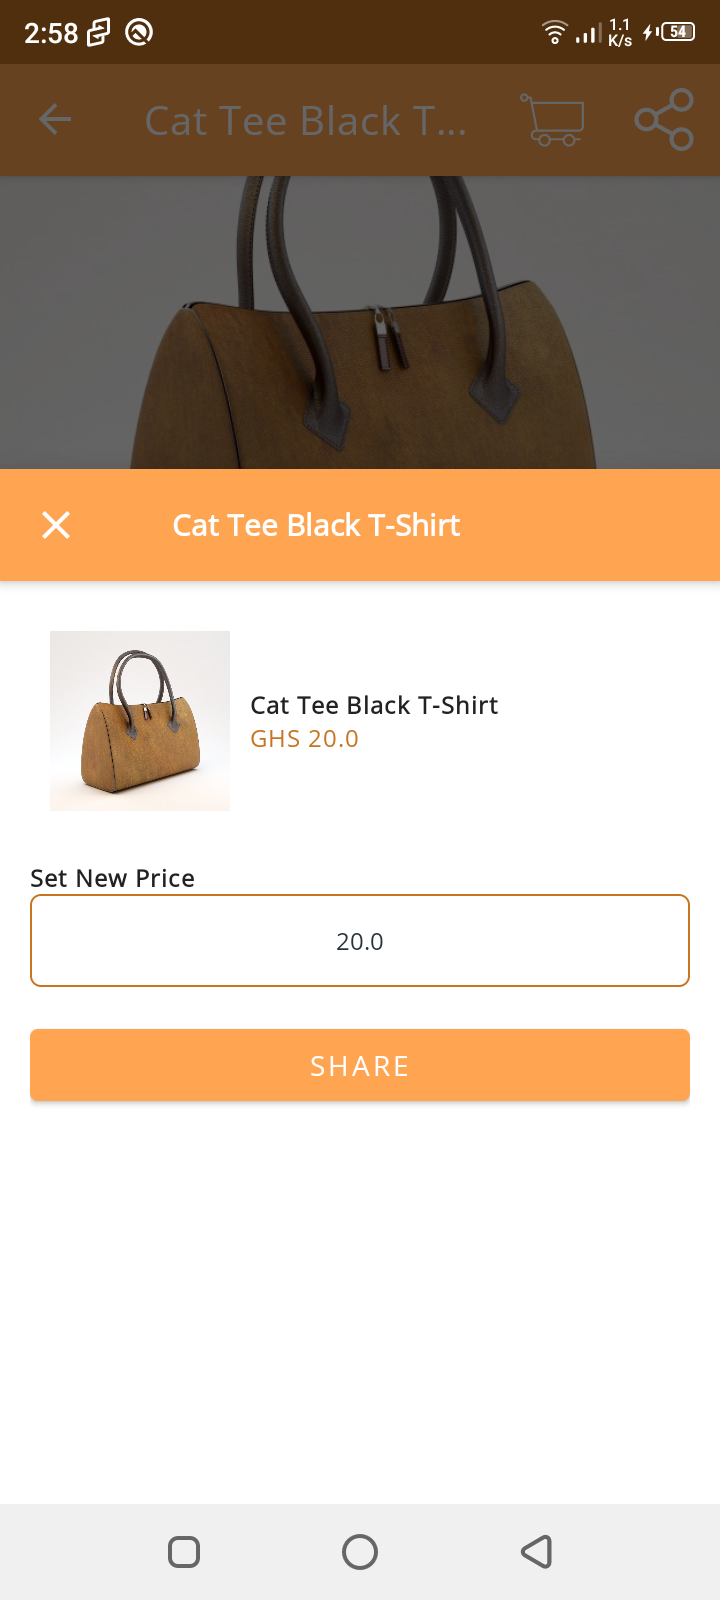 2:58
1.1
K/s
54
Cat Tee Black T...
Cat Tee Black T-Shirt
Cat Tee Black T-Shirt
GHS 20.0
Set New Price
20.0
SHARE